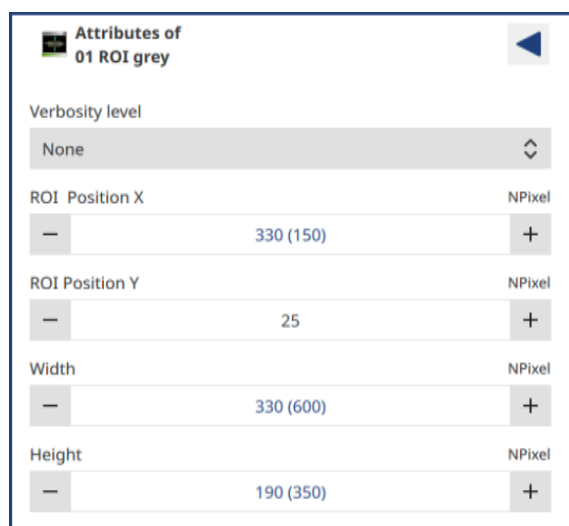 Attributes of
01 ROI grey
Verbosity level
None
ROI Position X NPixel
− 330 (150) +
ROI Position Y NPixel
− 25 +
Width NPixel
− 330 (600) +
Height NPixel
− 190 (350) +